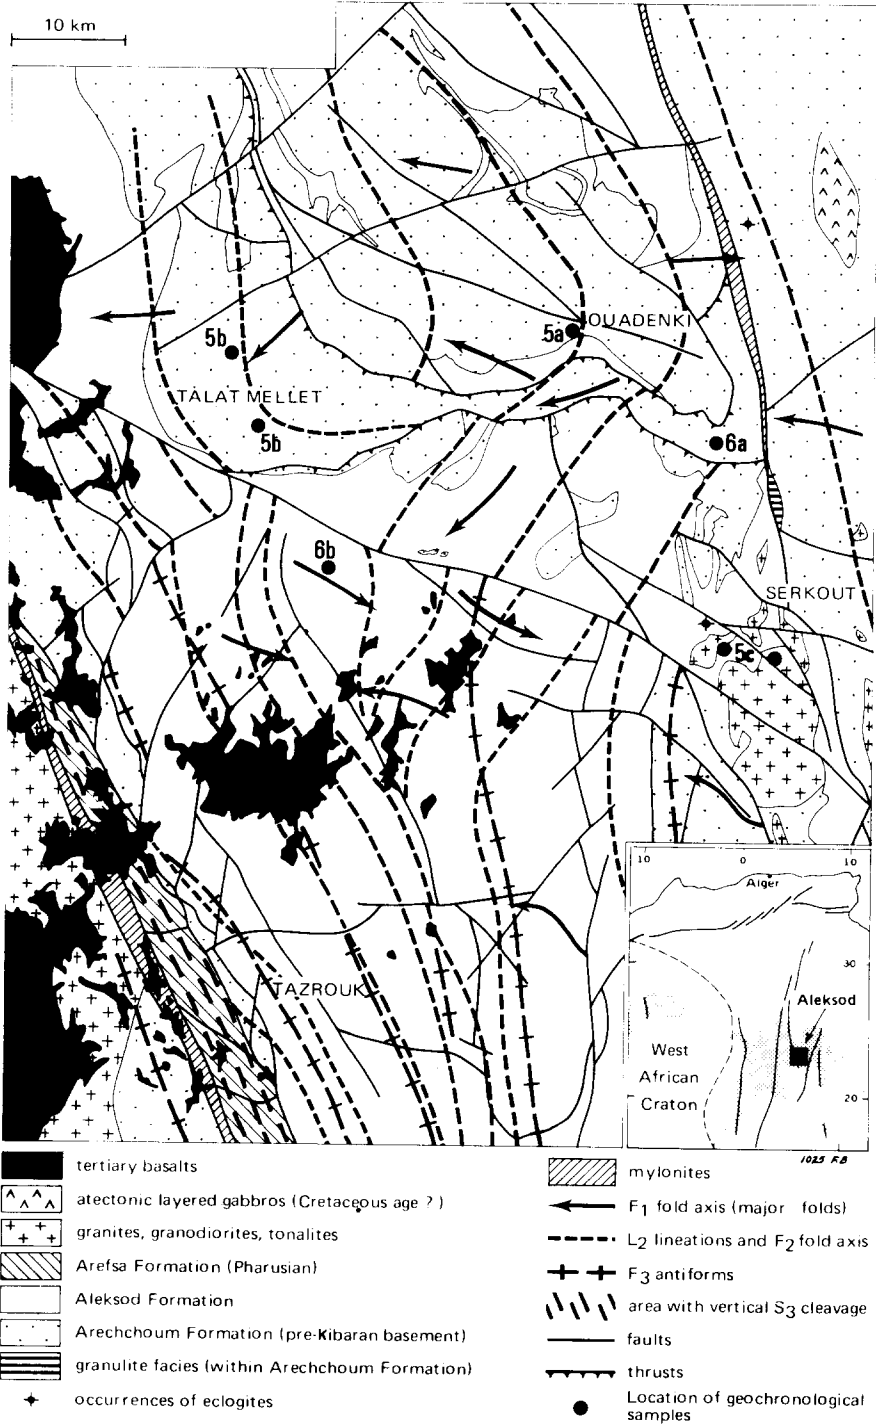 10 km
OUADENKI
5a
5b
TALAT MELLET
5b
6a
6b
SERKOUT
5c
TAZROUK
10 0 10
Alger
30
Aleksod
West
African
Craton
20
1025 F.B
tertiary basalts
atectonic layered gabbros (Cretaceous age ?)
granites, granodiorites, tonalites
Arefsa Formation (Pharusian)
Aleksod Formation
Arechchoum Formation (pre-Kibaran basement)
granulite facies (within Arechchoum Formation)
occurrences of eclogites
mylonites
F1 fold axis (major folds)
L2 lineations and F2 fold axis
F3 antiforms
area with vertical S3 cleavage
faults
thrusts
Location of geochronological
samples